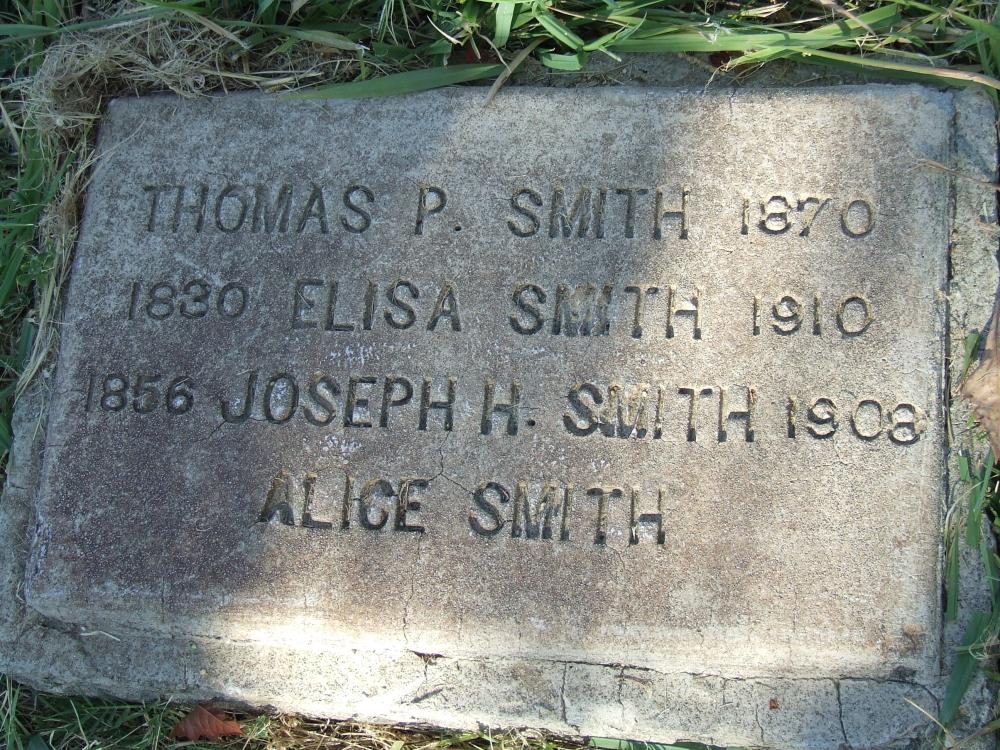 THOMAS P. SMITH 1870
1830 ELISA SMITH 1910
1856 JOSEPH H. SMITH 1908
ALICE SMITH